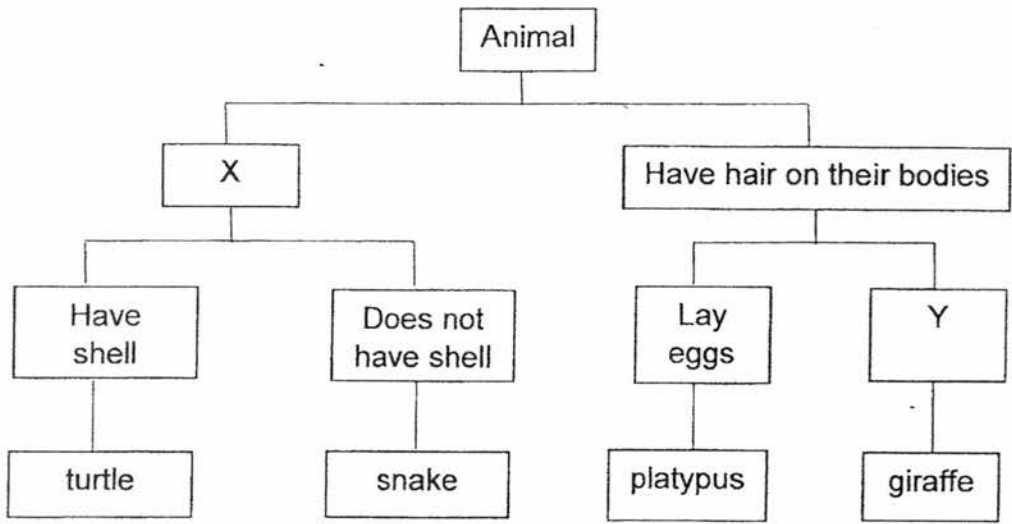 Animal
X
Have hair on their bodies
Have
shell
Does not
have shell
Lay
eggs
Y
turtle
snake
platypus
giraffe